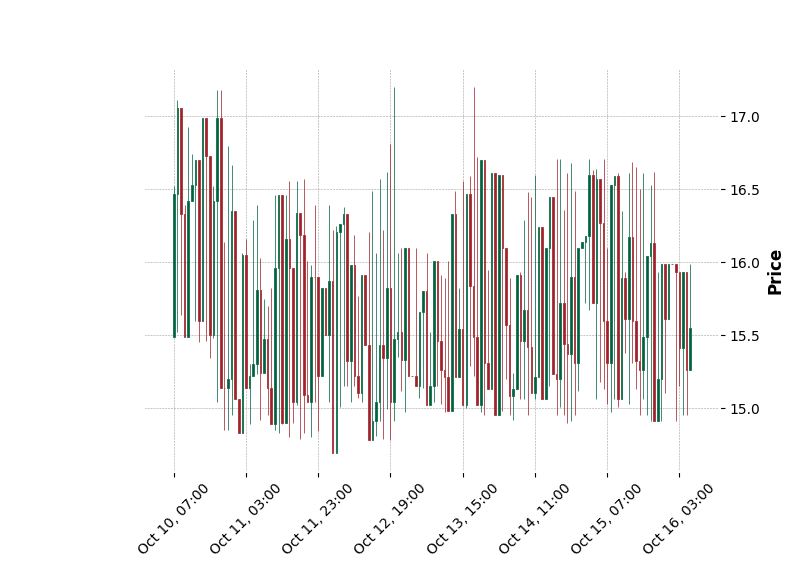 17.0
16.5
16.0
15.5
15.0
Price
Oct 10, 07:00
Oct 11, 03:00
Oct 11, 23:00
Oct 12, 19:00
Oct 13, 15:00
Oct 14, 11:00
Oct 15, 07:00
Oct 16, 03:00